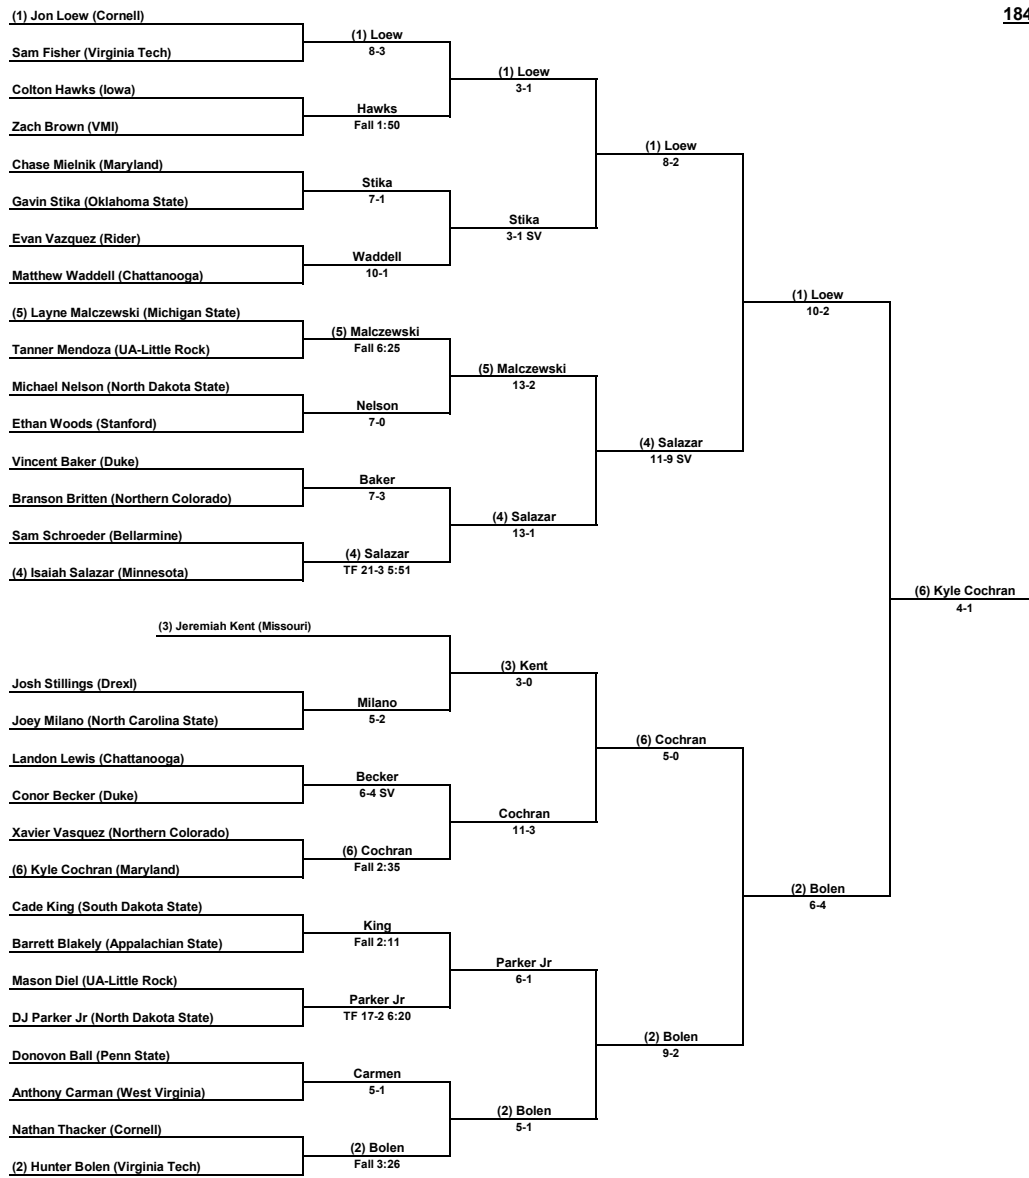 (1) Jon Loew (Cornell)
184
(1) Loew
8-3
Sam Fisher (Virginia Tech)
(1) Loew
3-1
Colton Hawks (Iowa)
Hawks
Fall 1:50
Zach Brown (VMI)
(1) Loew
8-2
Chase Mielnik (Maryland)
Stika
7-1
Gavin Stika (Oklahoma State)
Stika
3-1 SV
Evan Vazquez (Rider)
Waddell
10-1
Matthew Waddell (Chattanooga)
(1) Loew
10-2
(5) Layne Malczewski (Michigan State)
(5) Malczewski
Fall 6:25
Tanner Mendoza (UA-Little Rock)
(5) Malczewski
13-2
Michael Nelson (North Dakota State)
Nelson
7-0
Ethan Woods (Stanford)
(4) Salazar
11-9 SV
Vincent Baker (Duke)
Baker
7-3
Branson Britten (Northern Colorado)
(4) Salazar
13-1
Sam Schroeder (Bellarmine)
(4) Salazar
TF 21-3 5:51
(4) Isaiah Salazar (Minnesota)
(6) Kyle Cochran
4-1
(3) Jeremiah Kent (Missouri)
(3) Kent
3-0
Josh Stillings (Drexl)
Milano
5-2
Joey Milano (North Carolina State)
(6) Cochran
5-0
Landon Lewis (Chattanooga)
Becker
6-4 SV
Conor Becker (Duke)
Cochran
11-3
Xavier Vasquez (Northern Colorado)
(6) Cochran
Fall 2:35
(6) Kyle Cochran (Maryland)
(2) Bolen
6-4
Cade King (South Dakota State)
King
Fall 2:11
Barrett Blakely (Appalachian State)
Parker Jr
6-1
Mason Diel (UA-Little Rock)
Parker Jr
TF 17-2 6:20
DJ Parker Jr (North Dakota State)
(2) Bolen
9-2
Donovon Ball (Penn State)
Carmen
5-1
Anthony Carman (West Virginia)
(2) Bolen
5-1
Nathan Thacker (Cornell)
(2) Bolen
Fall 3:26
(2) Hunter Bolen (Virginia Tech)